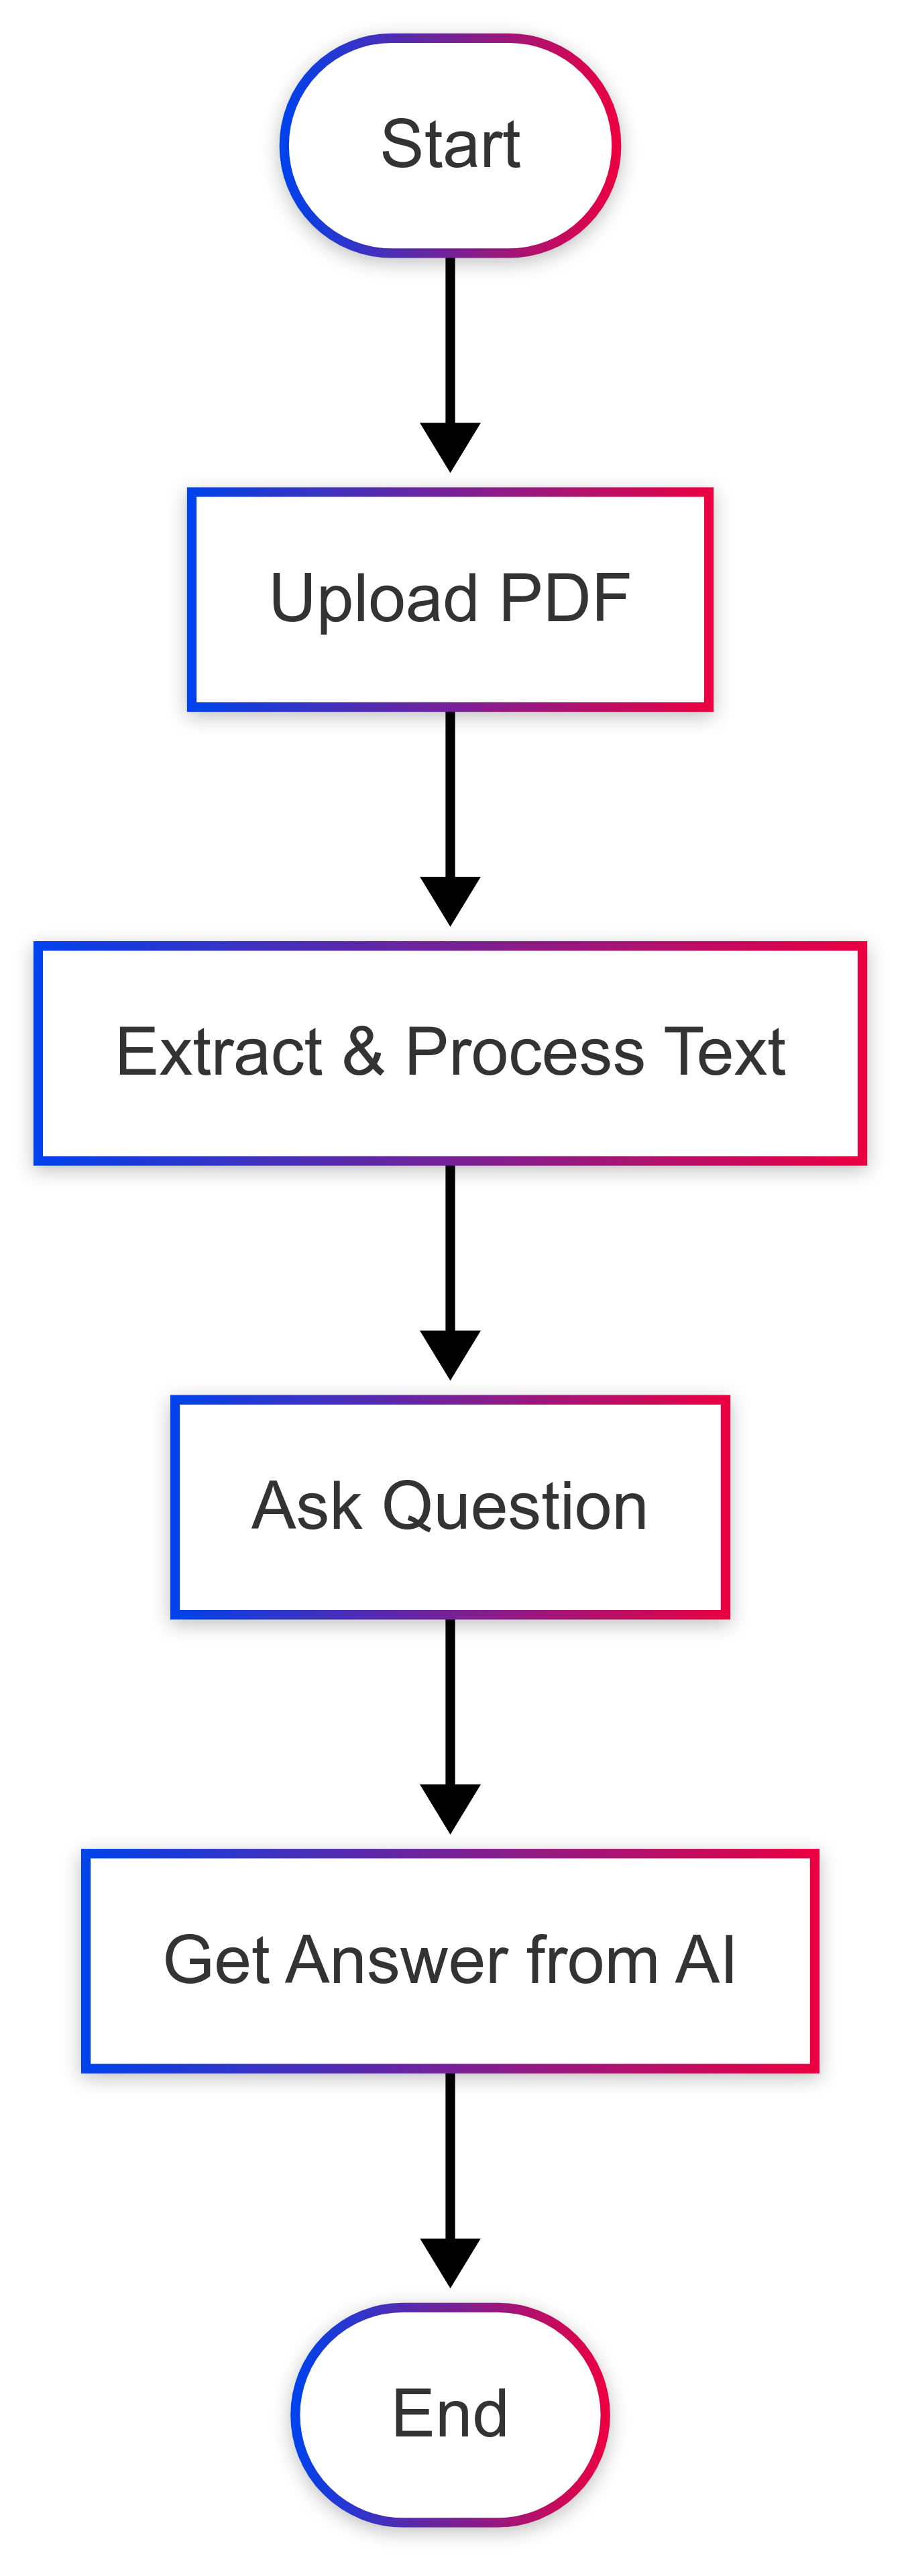 Start
Upload PDF
Extract & Process Text
Ask Question
Get Answer from AI
End